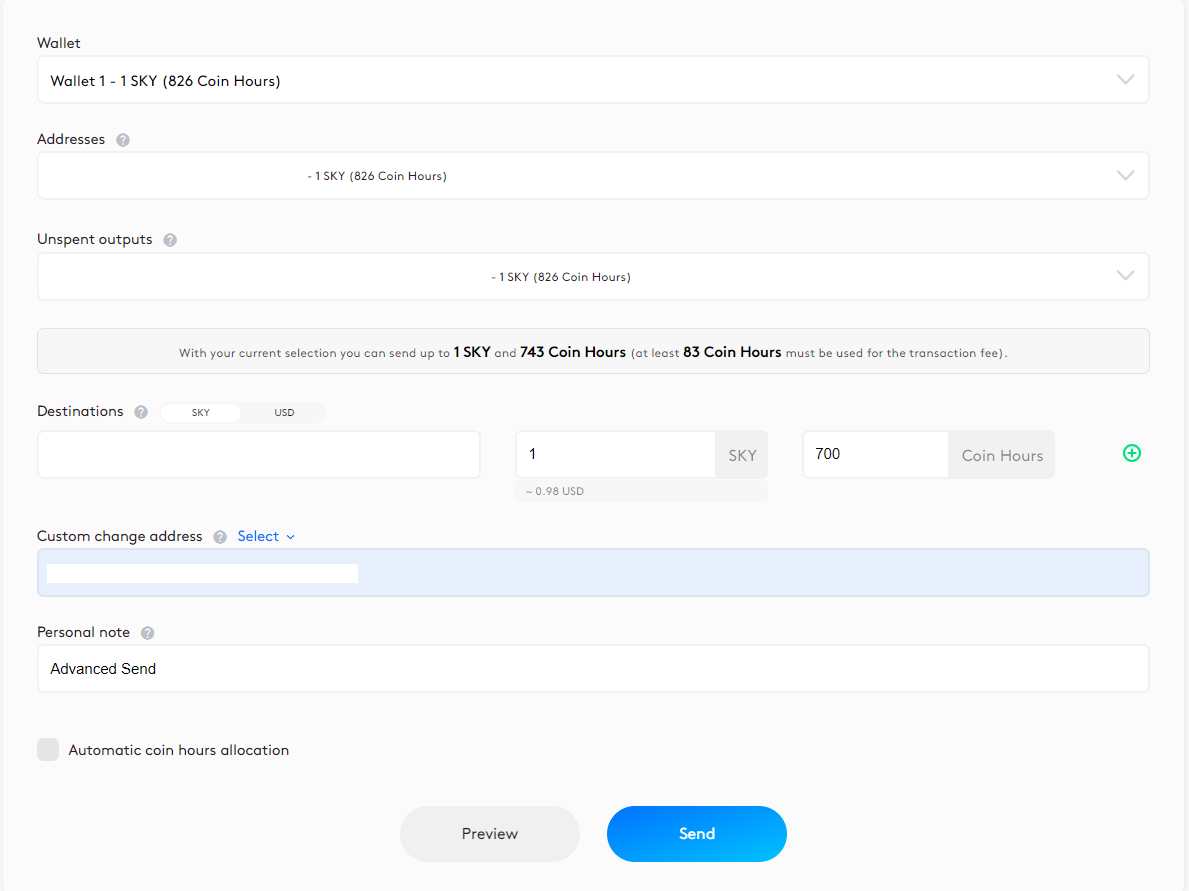 Wallet
Wallet 1 - 1 SKY (826 Coin Hours)
Addresses ?
- 1 SKY (826 Coin Hours)
Unspent outputs ?
- 1 SKY (826 Coin Hours)
With your current selection you can send up to 1 SKY and 743 Coin Hours (at least 83 Coin Hours must be used for the transaction fee).
Destinations ? SKY USD
1 SKY 700 Coin Hours
~ 0.98 USD
Custom change address ? Select
Personal note ?
Advanced Send
Automatic coin hours allocation
Preview Send